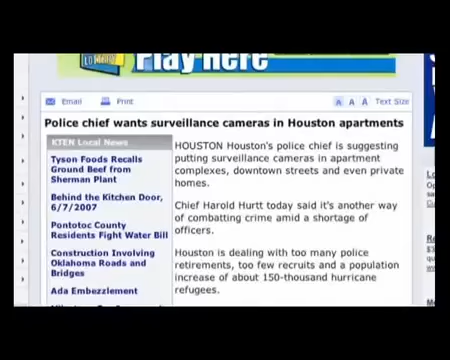 LOTTERY
Play Here
Email
Print
A A A Text Size
Police chief wants surveillance cameras in Houston apartments
KTEN Local News
Tyson Foods Recalls
Ground Beef from
Sherman Plant
Behind the Kitchen Door,
6/7/2007
Pontotoc County
Residents Fight Water Bill
Construction Involving
Oklahoma Roads and
Bridges
Ada Embezzlement
HOUSTON Houston's police chief is suggesting
putting surveillance cameras in apartment
complexes, downtown streets and even private
homes.
Chief Harold Hurtt today said it's another way
of combatting crime amid a shortage of
officers.
Houston is dealing with too many police
retirements, too few recruits and a population
increase of about 150-thousand hurricane
refugees.